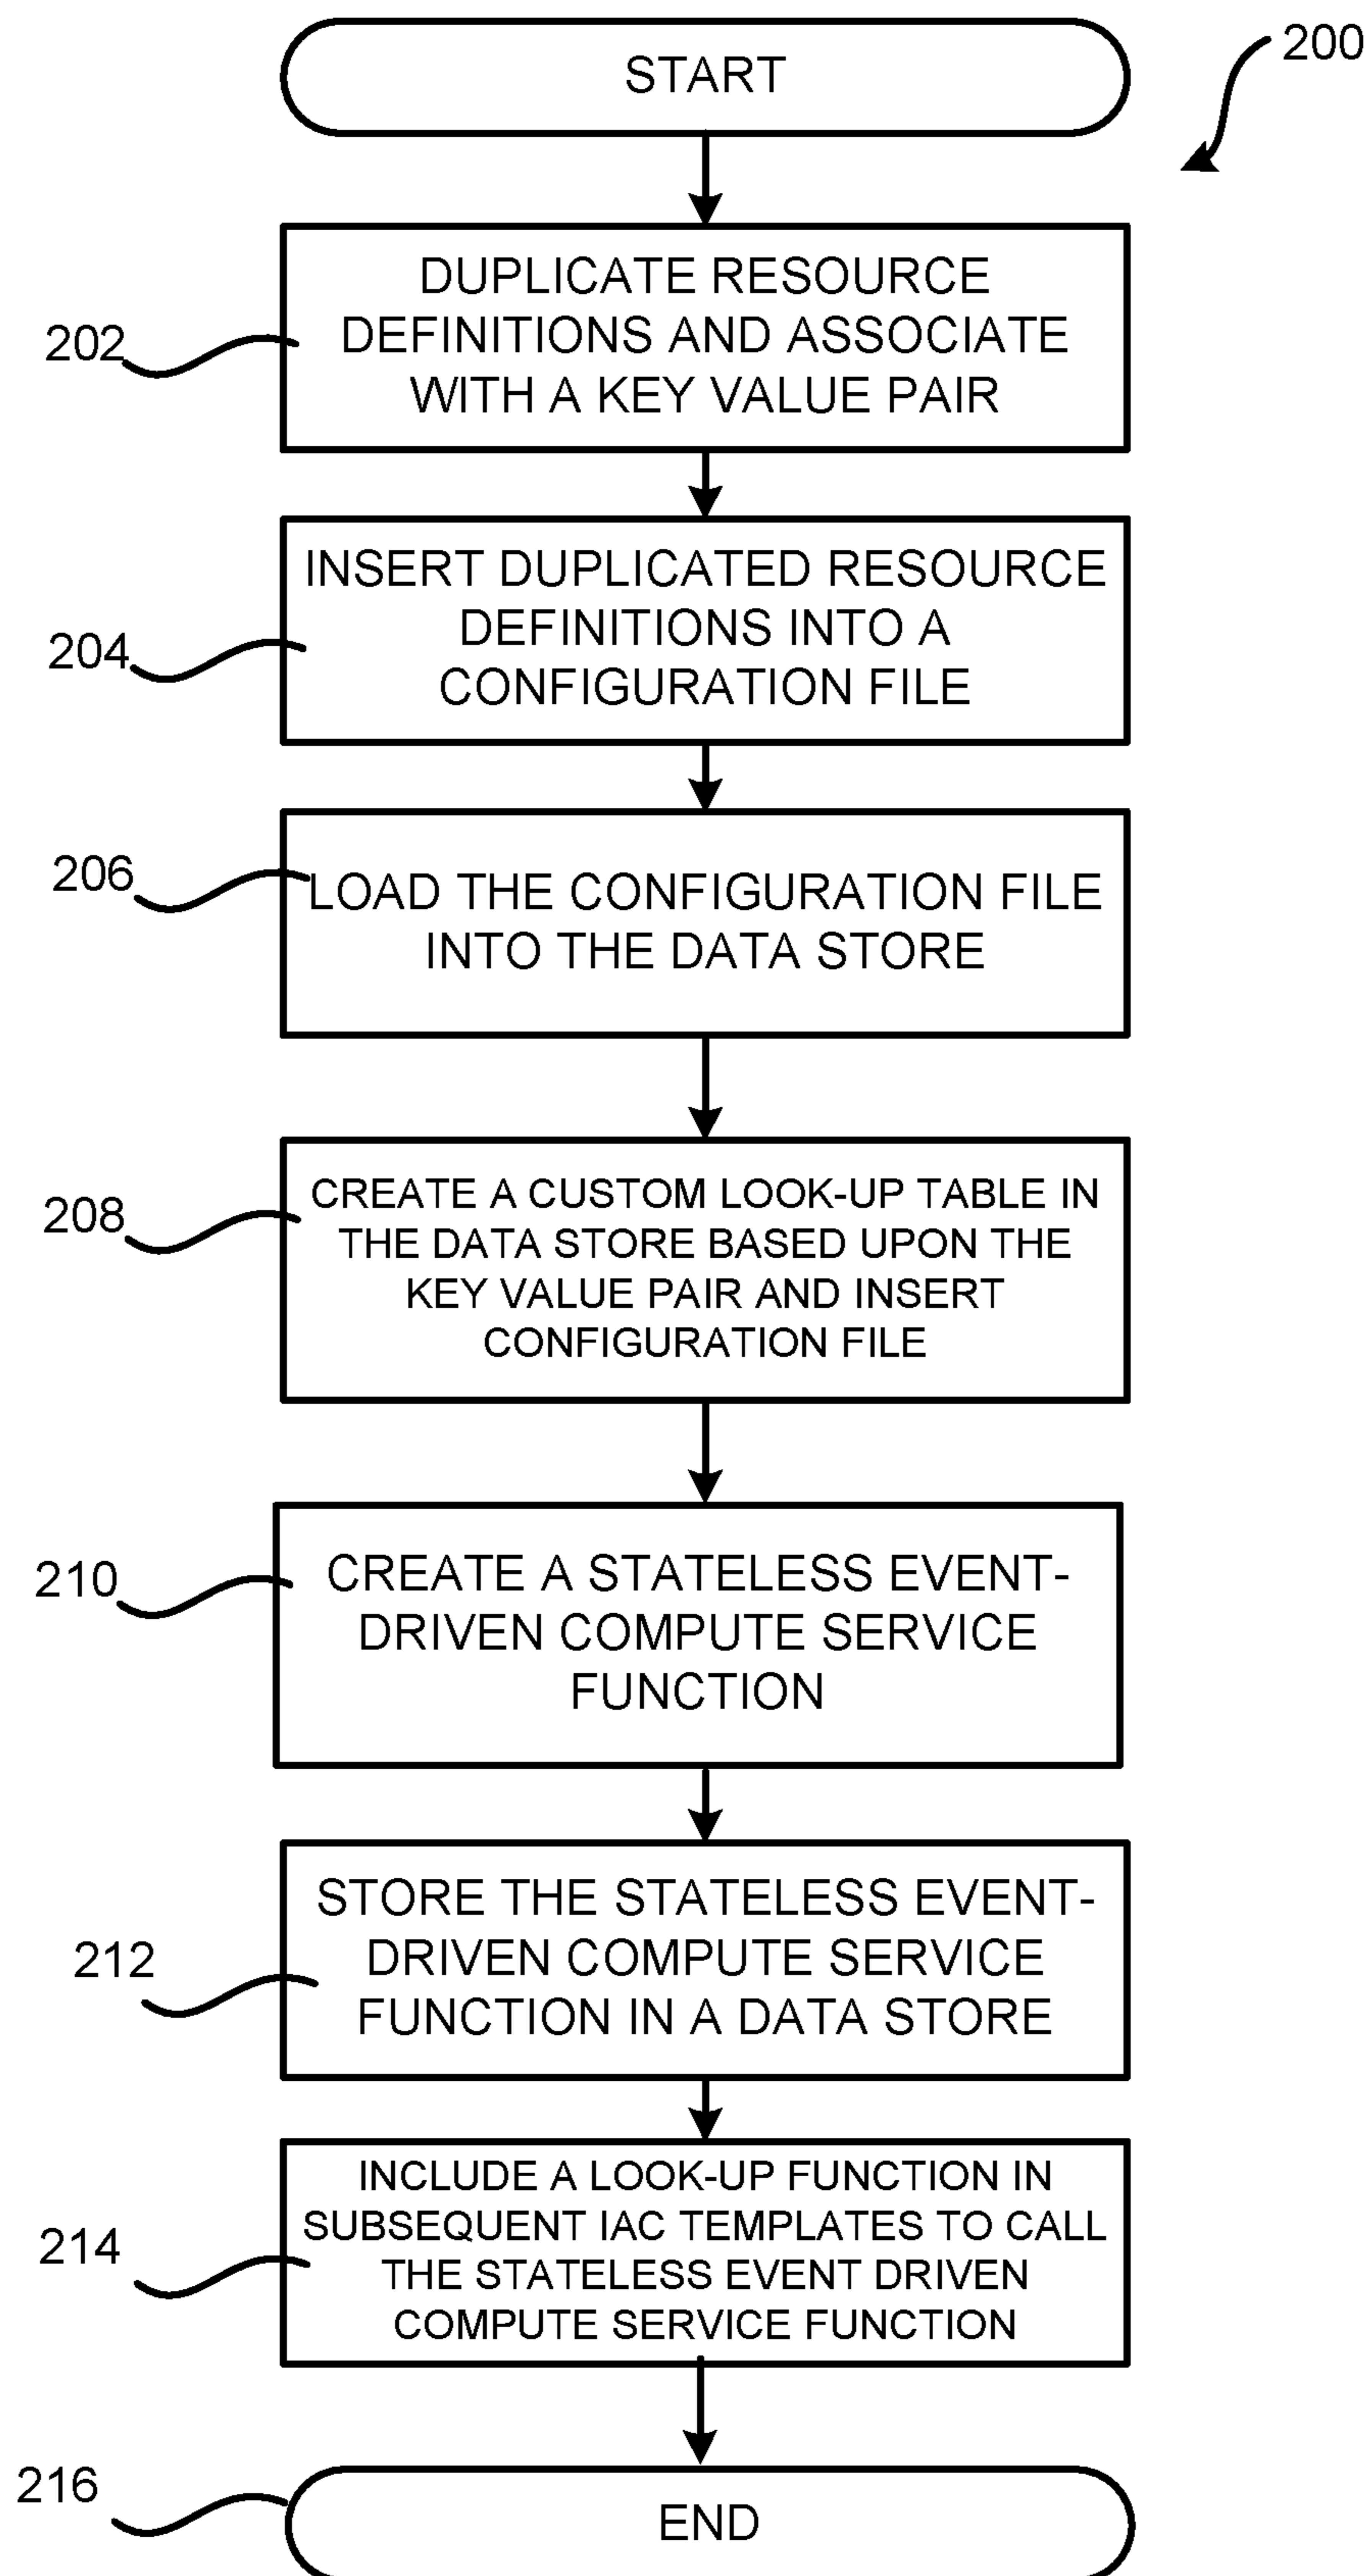 START
200
DUPLICATE RESOURCE
DEFINITIONS AND ASSOCIATE
WITH A KEY VALUE PAIR
202
INSERT DUPLICATED RESOURCE
DEFINITIONS INTO A
CONFIGURATION FILE
204
LOAD THE CONFIGURATION FILE
INTO THE DATA STORE
206
CREATE A CUSTOM LOOK-UP TABLE IN
THE DATA STORE BASED UPON THE
KEY VALUE PAIR AND INSERT
CONFIGURATION FILE
208
CREATE A STATELESS EVENT-
DRIVEN COMPUTE SERVICE
FUNCTION
210
STORE THE STATELESS EVENT-
DRIVEN COMPUTE SERVICE
FUNCTION IN A DATA STORE
212
INCLUDE A LOOK-UP FUNCTION IN
SUBSEQUENT IAC TEMPLATES TO CALL
THE STATELESS EVENT DRIVEN
COMPUTE SERVICE FUNCTION
214
END
216